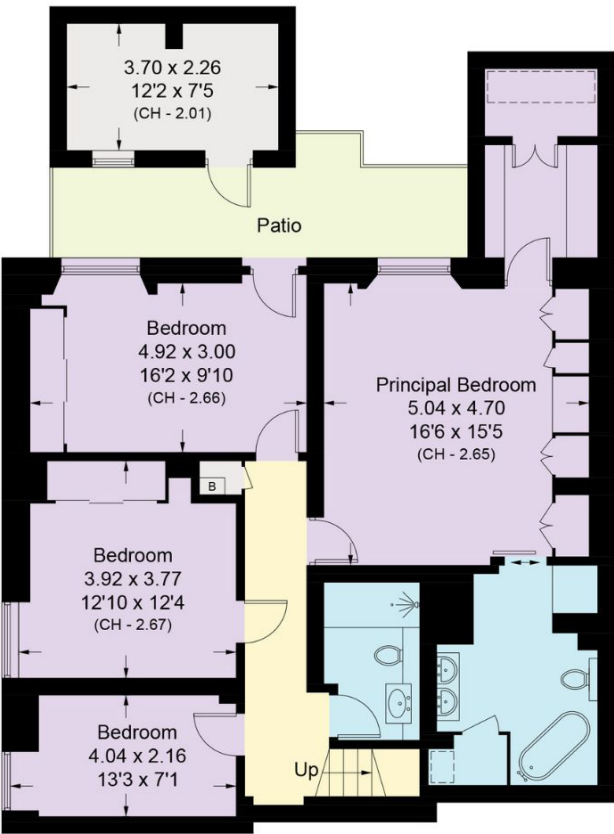 3.70 x 2.26
12'2 x 7'5
(CH - 2.01)
Patio
Bedroom
4.92 x 3.00
16'2 x 9'10
(CH - 2.66)
Principal Bedroom
5.04 x 4.70
16'6 x 15'5
(CH - 2.65)
B
Bedroom
3.92 x 3.77
12'10 x 12'4
(CH - 2.67)
Bedroom
4.04 x 2.16
13'3 x 7'1
Up